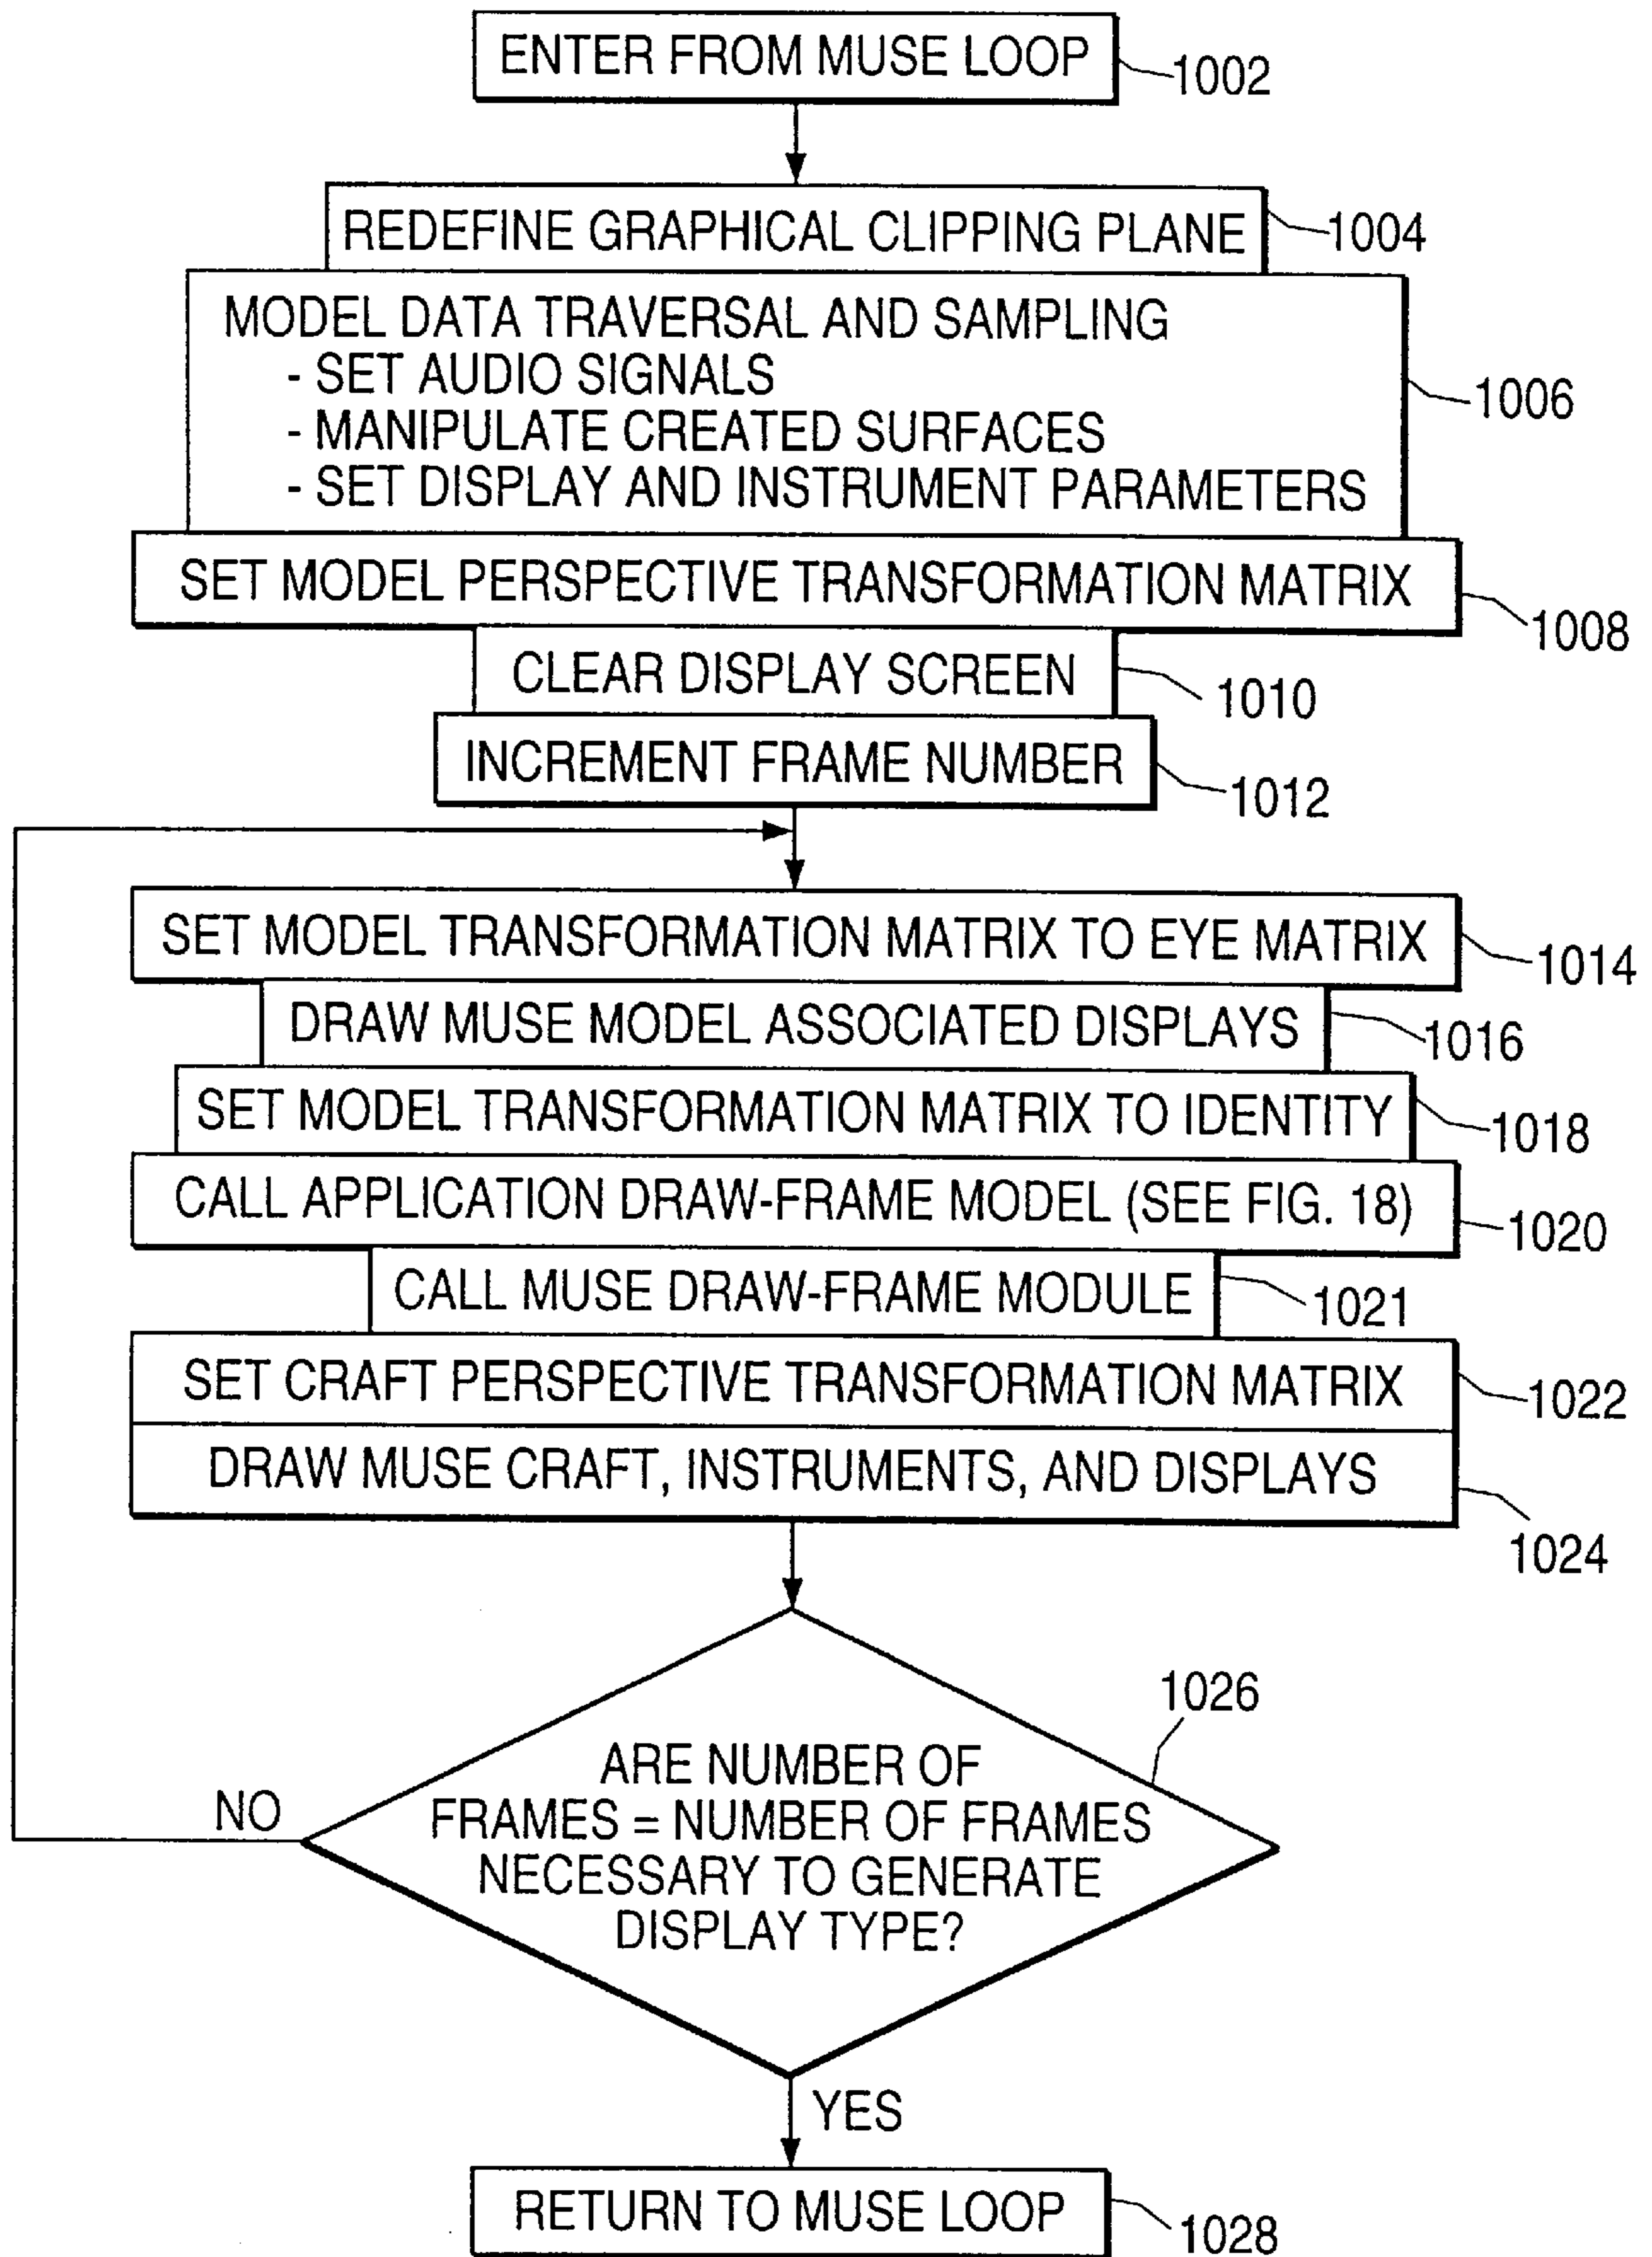 ENTER FROM MUSE LOOP
1002
REDEFINE GRAPHICAL CLIPPING PLANE
1004
MODEL DATA TRAVERSAL AND SAMPLING
- SET AUDIO SIGNALS
- MANIPULATE CREATED SURFACES
- SET DISPLAY AND INSTRUMENT PARAMETERS
1006
SET MODEL PERSPECTIVE TRANSFORMATION MATRIX
1008
CLEAR DISPLAY SCREEN
1010
INCREMENT FRAME NUMBER
1012
SET MODEL TRANSFORMATION MATRIX TO EYE MATRIX
1014
DRAW MUSE MODEL ASSOCIATED DISPLAYS
1016
SET MODEL TRANSFORMATION MATRIX TO IDENTITY
1018
CALL APPLICATION DRAW-FRAME MODEL (SEE FIG. 18)
1020
CALL MUSE DRAW-FRAME MODULE
1021
SET CRAFT PERSPECTIVE TRANSFORMATION MATRIX
1022
DRAW MUSE CRAFT, INSTRUMENTS, AND DISPLAYS
1024
1026
ARE NUMBER OF
FRAMES = NUMBER OF FRAMES
NECESSARY TO GENERATE
DISPLAY TYPE?
NO
YES
RETURN TO MUSE LOOP
1028